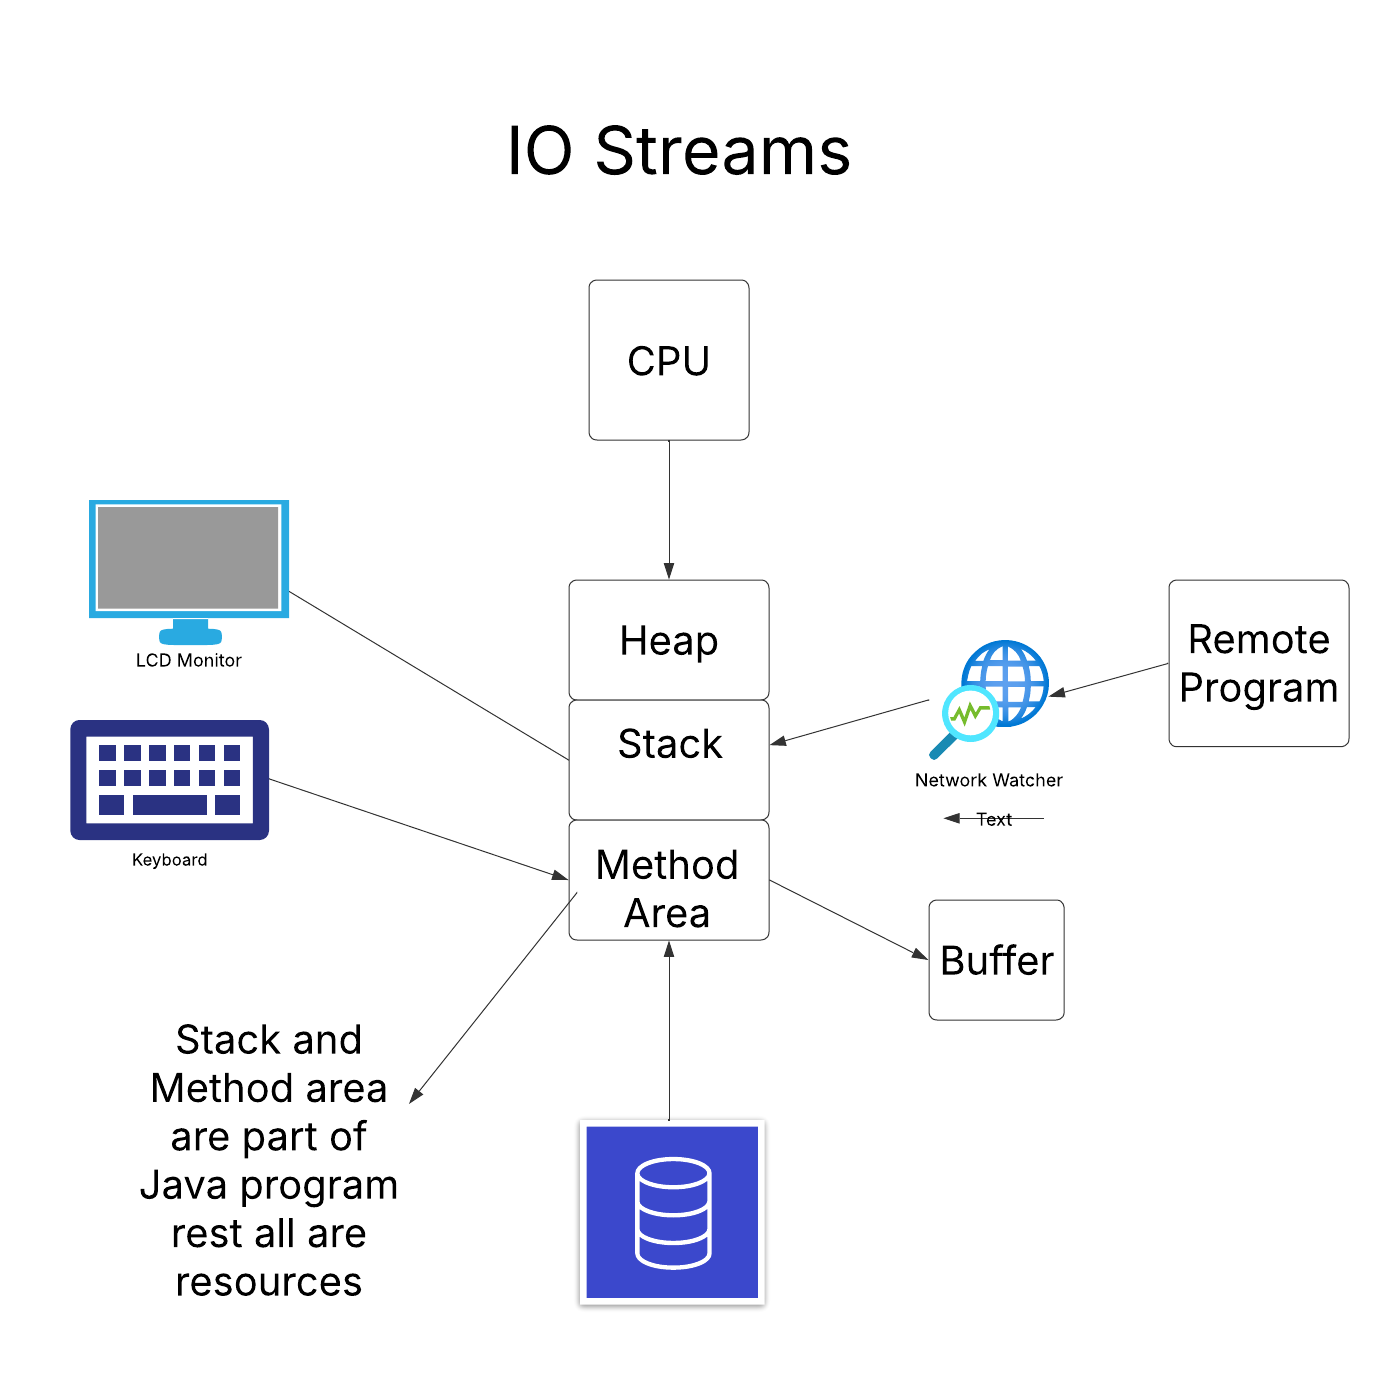 IO Streams
CPU
LCD Monitor
Heap
Stack
Remote
Program
Network Watcher
Text
Keyboard
Method
Area
Buffer
Stack and
Method area
are part of
Java program
rest all are
resources